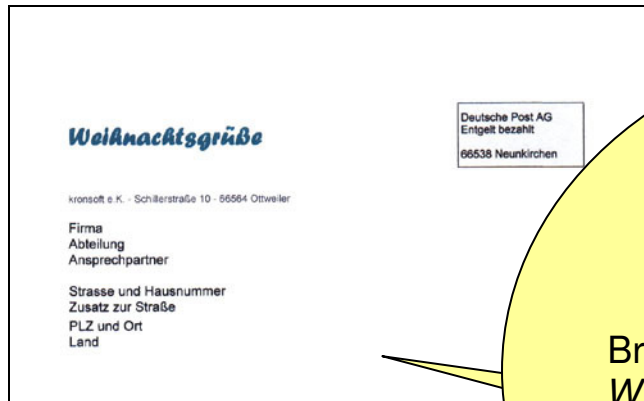 Weihnachtsgrüße
Deutsche Post AG
Entgelt bezahlt
66538 Neunkirchen
kronsoft e.K. - Schillerstraße 10 - 66564 Ottweiler
Firma
Abteilung
Ansprechpartner
Strasse und Hausnummer
Zusatz zur Straße
PLZ und Ort
Land
Br
W